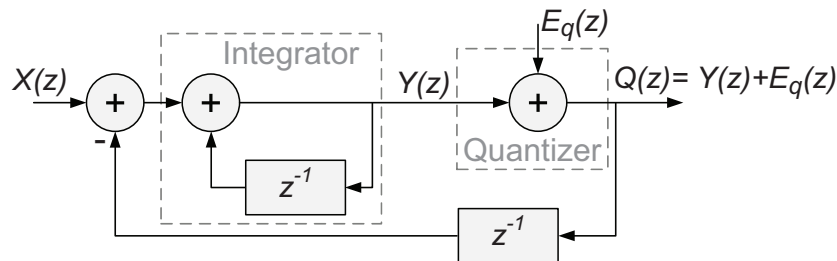 E_q(z)
Integrator
X(z)
Y(z)
Q(z)= Y(z)+E_q(z)
+
+
+
-
Quantizer
z^-1
z^-1